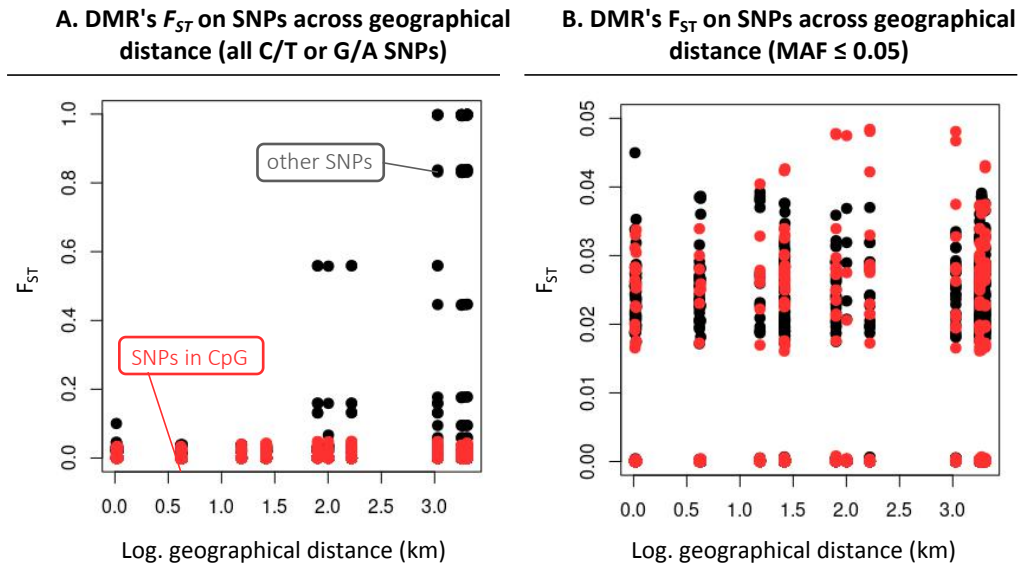 A. DMR's FST on SNPs across geographical
distance (all C/T or G/A SNPs)
B. DMR's FST on SNPs across geographical
distance (MAF ≤ 0.05)
FST
1.0
0.8
0.6
0.4
0.2
0.0
other SNPs
SNPs in CpG
0.0 0.5 1.0 1.5 2.0 2.5 3.0
Log. geographical distance (km)
FST
0.05
0.04
0.03
0.02
0.01
0.00
0.0 0.5 1.0 1.5 2.0 2.5 3.0
Log. geographical distance (km)